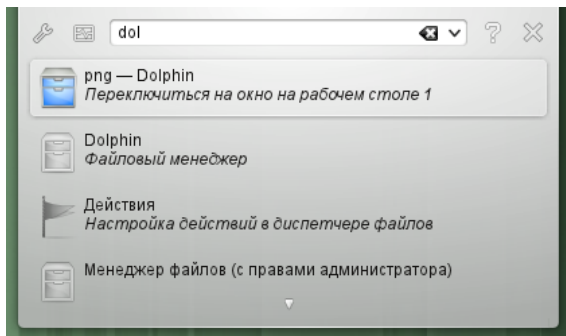 dol
png — Dolphin
Переключиться на окно на рабочем столе 1
Dolphin
Файловый менеджер
Действия
Настройка действий в диспетчере файлов
Менеджер файлов (с правами администратора)